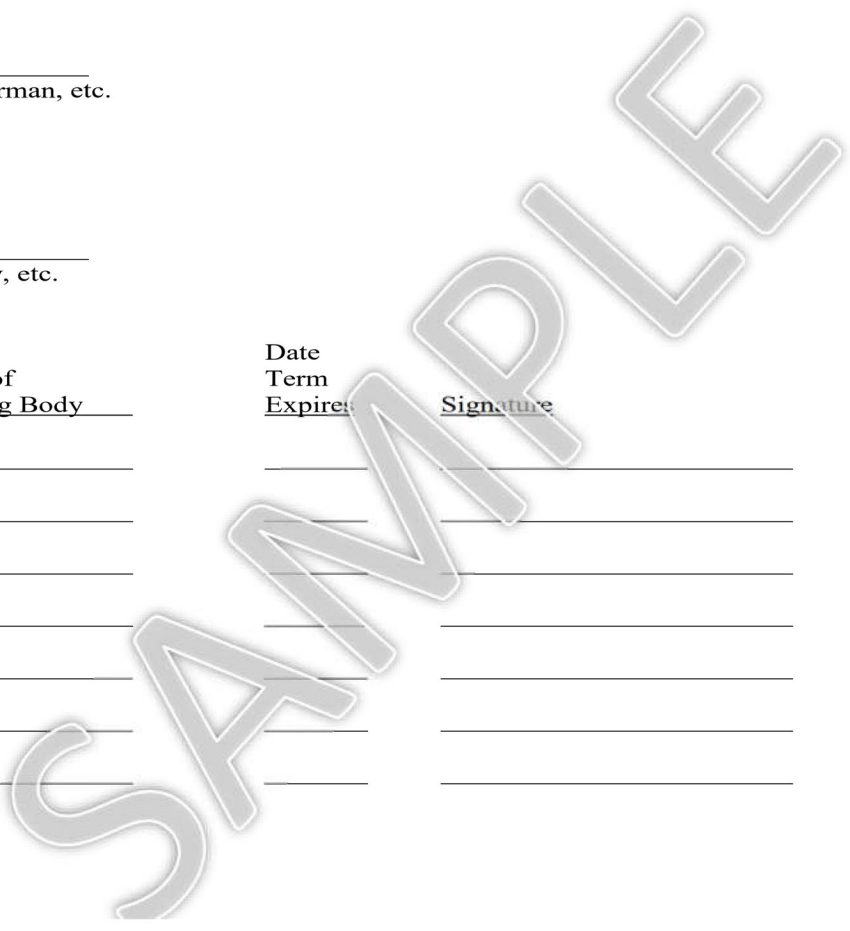 rman, etc.
, etc.
Date
of Term
g Body Expires Signature
SAMPLE